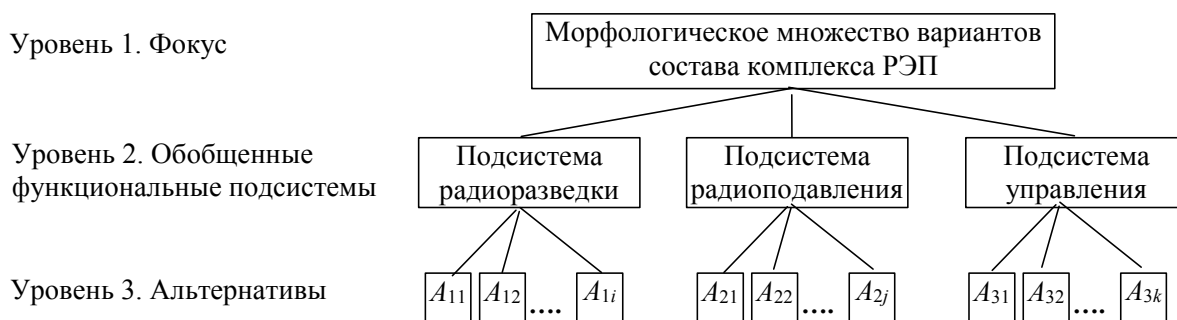 Уровень 1. Фокус
Морфологическое множество вариантов
состава комплекса РЭП
Уровень 2. Обобщенные
функциональные подсистемы
Подсистема
радиоразведки
Подсистема
радиоподавления
Подсистема
управления
Уровень 3. Альтернативы
A11 A12 .... A1i A21 A22 .... A2j A31 A32 .... A3k